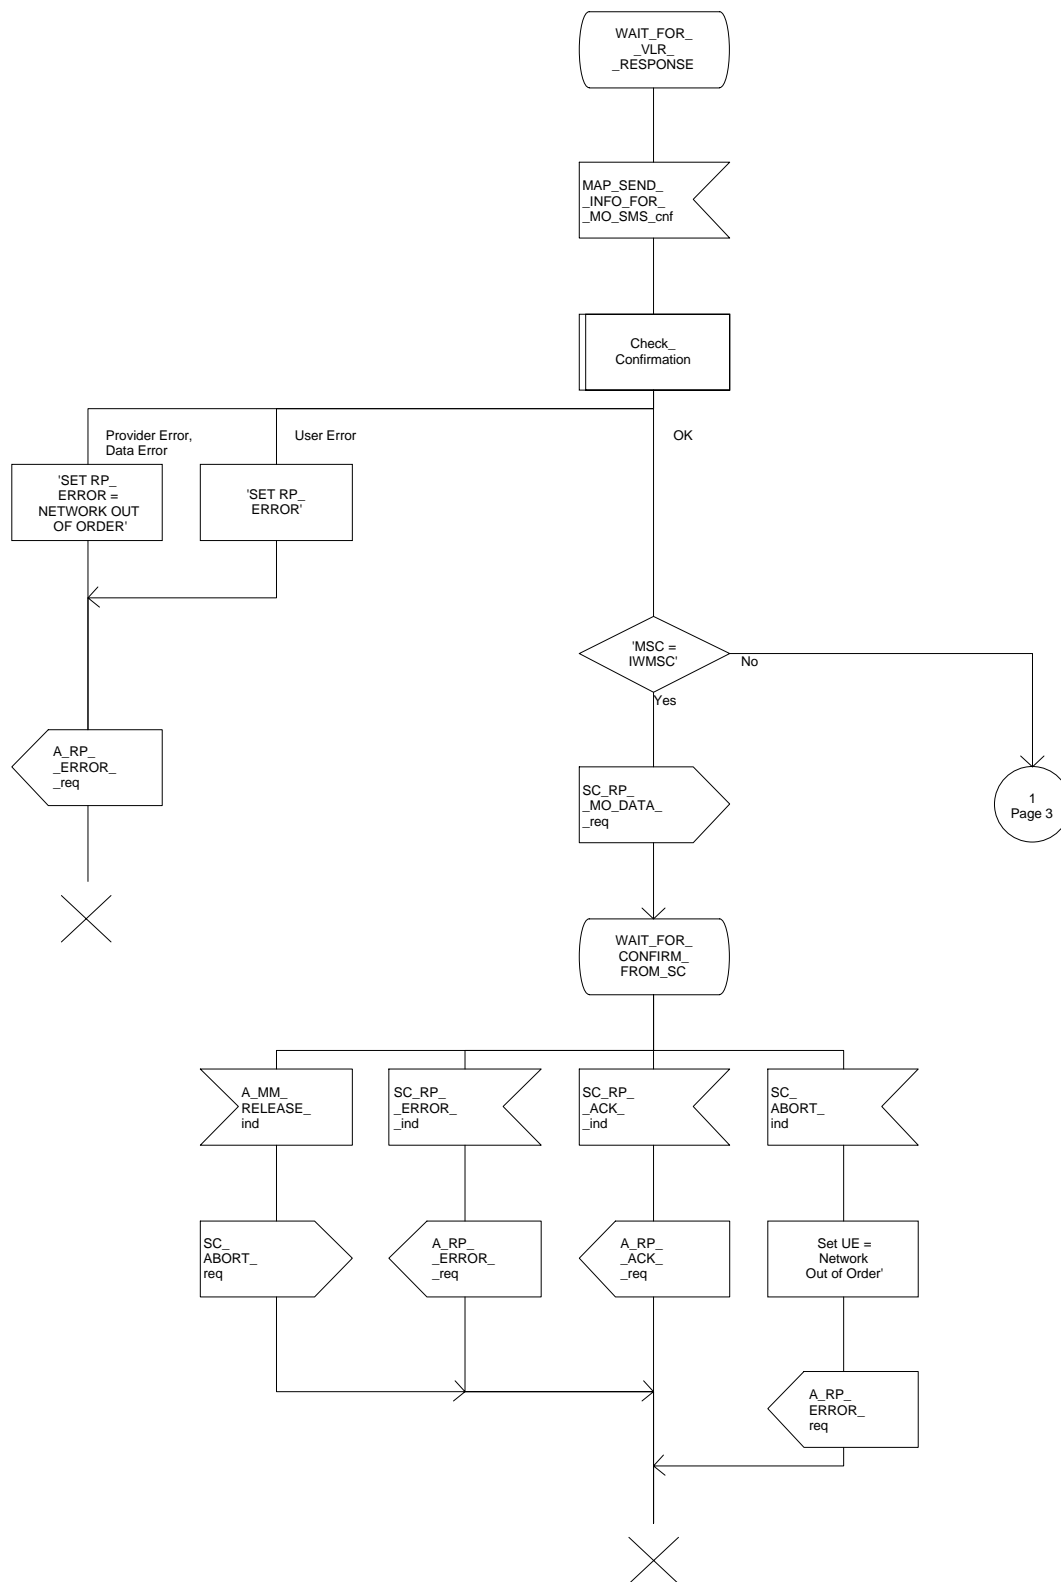 WAIT_FOR_
_VLR_
_RESPONSE
MAP_SEND_
_INFO_FOR_
_MO_SMS_cnf
Check_
Confirmation
Provider Error,
Data Error
User Error
OK
'SET RP_
ERROR =
NETWORK OUT
OF ORDER'
'SET RP_
ERROR'
'MSC =
IWMSC'
No
Yes
A_RP_
_ERROR_
_req
SC_RP_
_MO_DATA_
_req
1
Page 3
WAIT_FOR_
CONFIRM_
FROM_SC
A_MM_
RELEASE_
ind
SC_RP_
_ERROR_
_ind
SC_RP_
_ACK_
_ind
SC_
ABORT_
ind
SC_
ABORT_
req
A_RP_
_ERROR_
_req
A_RP_
_ACK_
_req
Set UE =
Network
Out of Order'
A_RP_
ERROR_
req